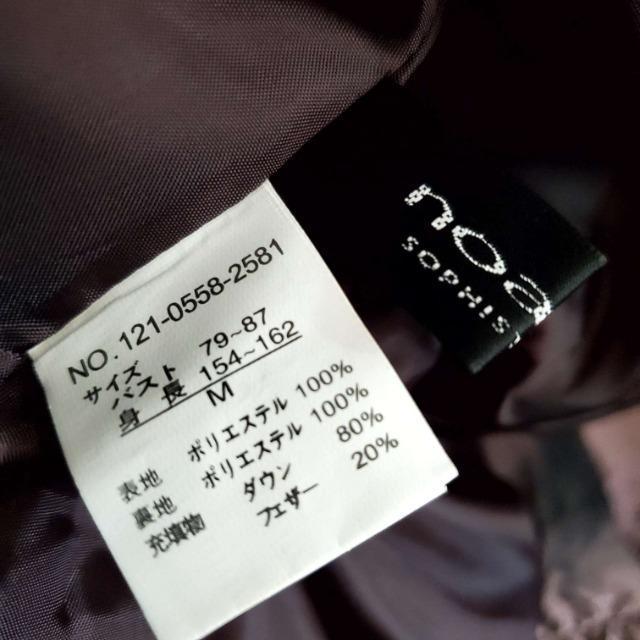 NO.121-0558-2581
サイズ
バスト 79~87
身 長 154~162
M
表地 ポリエステル 100%
裏地 ポリエステル 100%
充填物 ダウン 80%
フェザー 20%
noa
SOPHIS